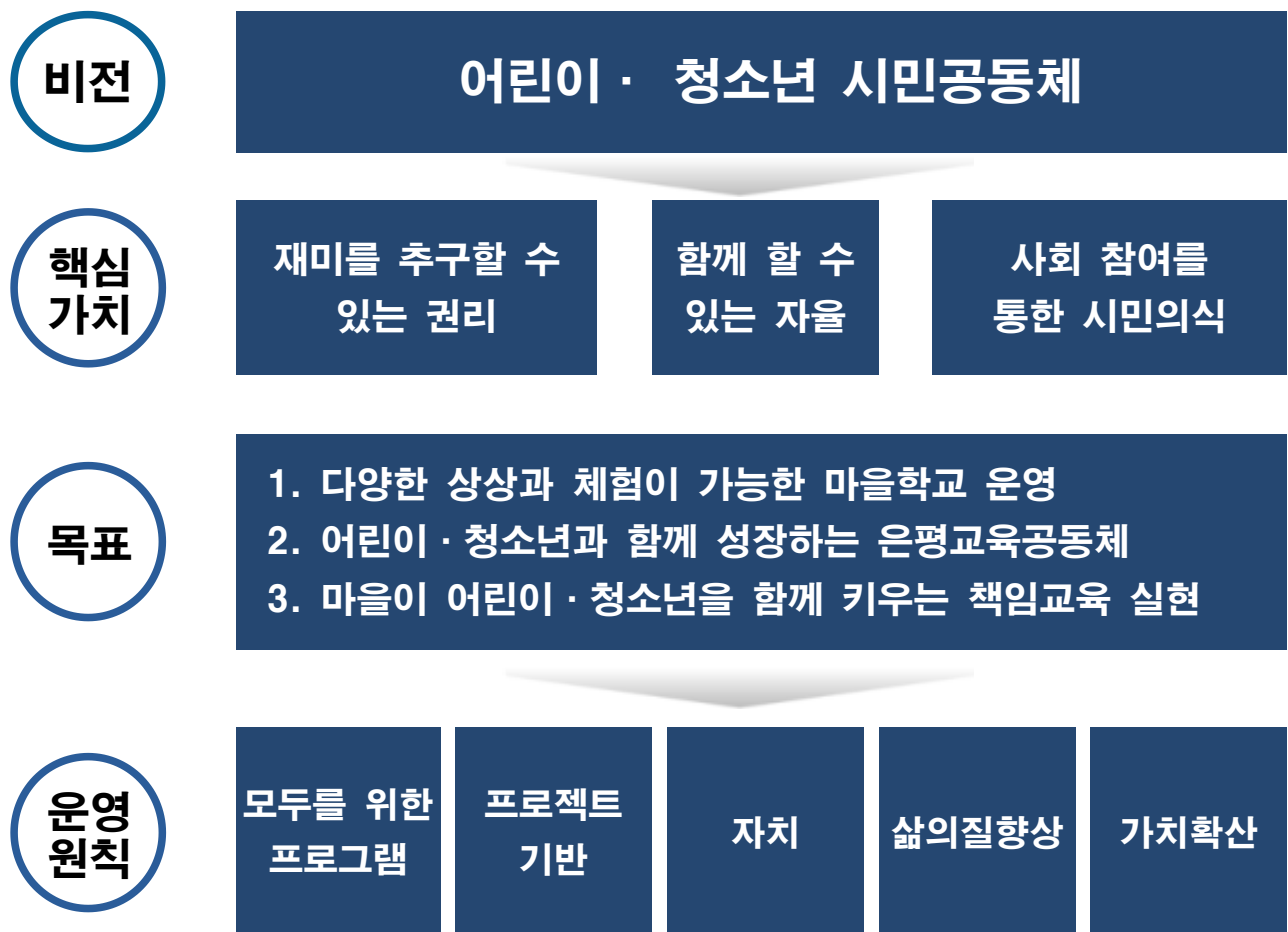 비전
어린이 · 청소년 시민공동체
핵심
가치
재미를 추구할 수
있는 권리
함께 할 수
있는 자율
사회 참여를
통한 시민의식
목표
1. 다양한 상상과 체험이 가능한 마을학교 운영
2. 어린이·청소년과 함께 성장하는 은평교육공동체
3. 마을이 어린이·청소년을 함께 키우는 책임교육 실현
운영
원칙
모두를 위한
프로그램
프로젝트
기반
자치
삶의질향상
가치확산